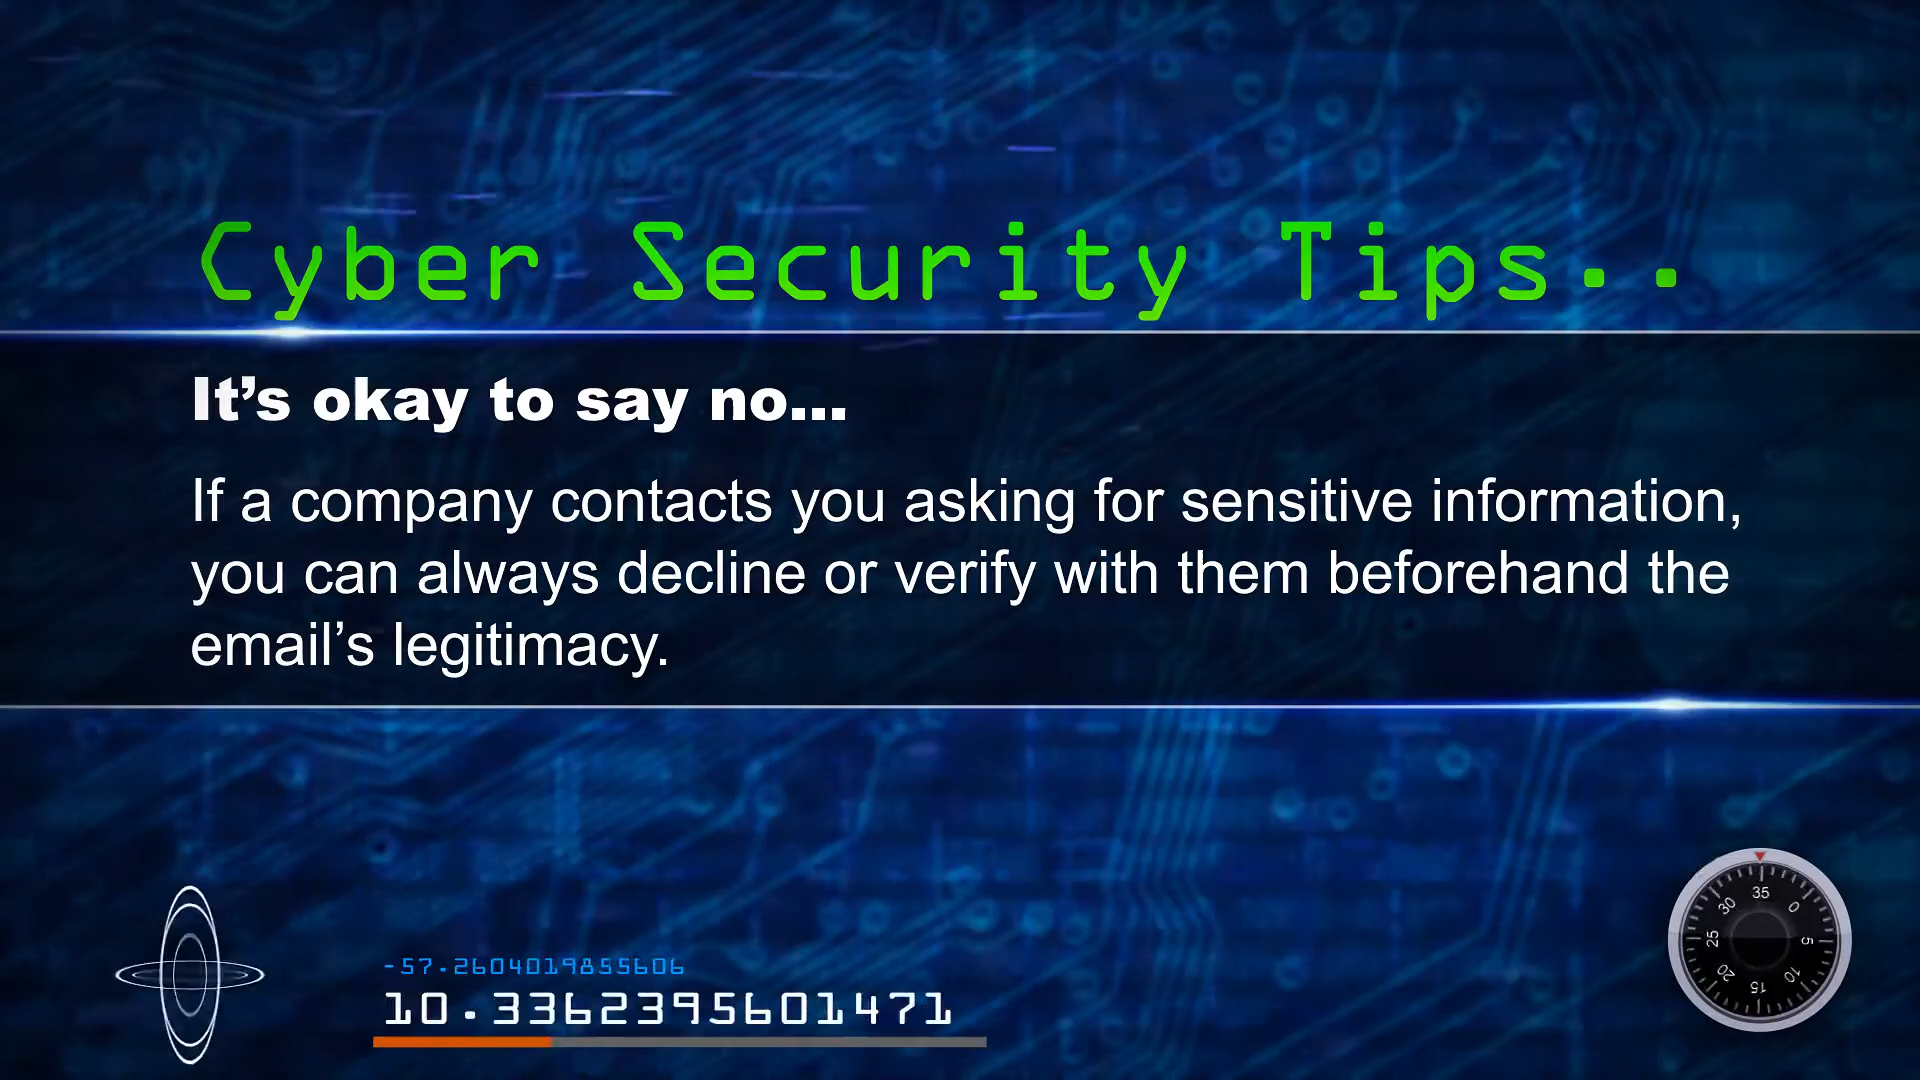 Cyber Security Tips..
It’s okay to say no...
If a company contacts you asking for sensitive information,
you can always decline or verify with them beforehand the
email’s legitimacy.
-57.2604019855606
10.3362395601471
35
0
5
10
15
20
25
30